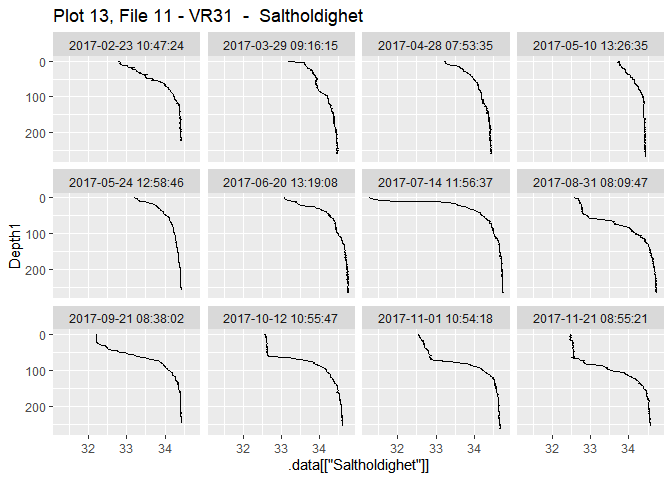 Plot 13, File 11 - VR31  -  Saltholdighet
2017-02-23 10:47:24 2017-03-29 09:16:15 2017-04-28 07:53:35 2017-05-10 13:26:35
0
100
200
2017-05-24 12:58:46 2017-06-20 13:19:08 2017-07-14 11:56:37 2017-08-31 08:09:47
0
100
200
Depth1
2017-09-21 08:38:02 2017-10-12 10:55:47 2017-11-01 10:54:18 2017-11-21 08:55:21
0
100
200
32 33 34 32 33 34 32 33 34 32 33 34
.data[["Saltholdighet"]]